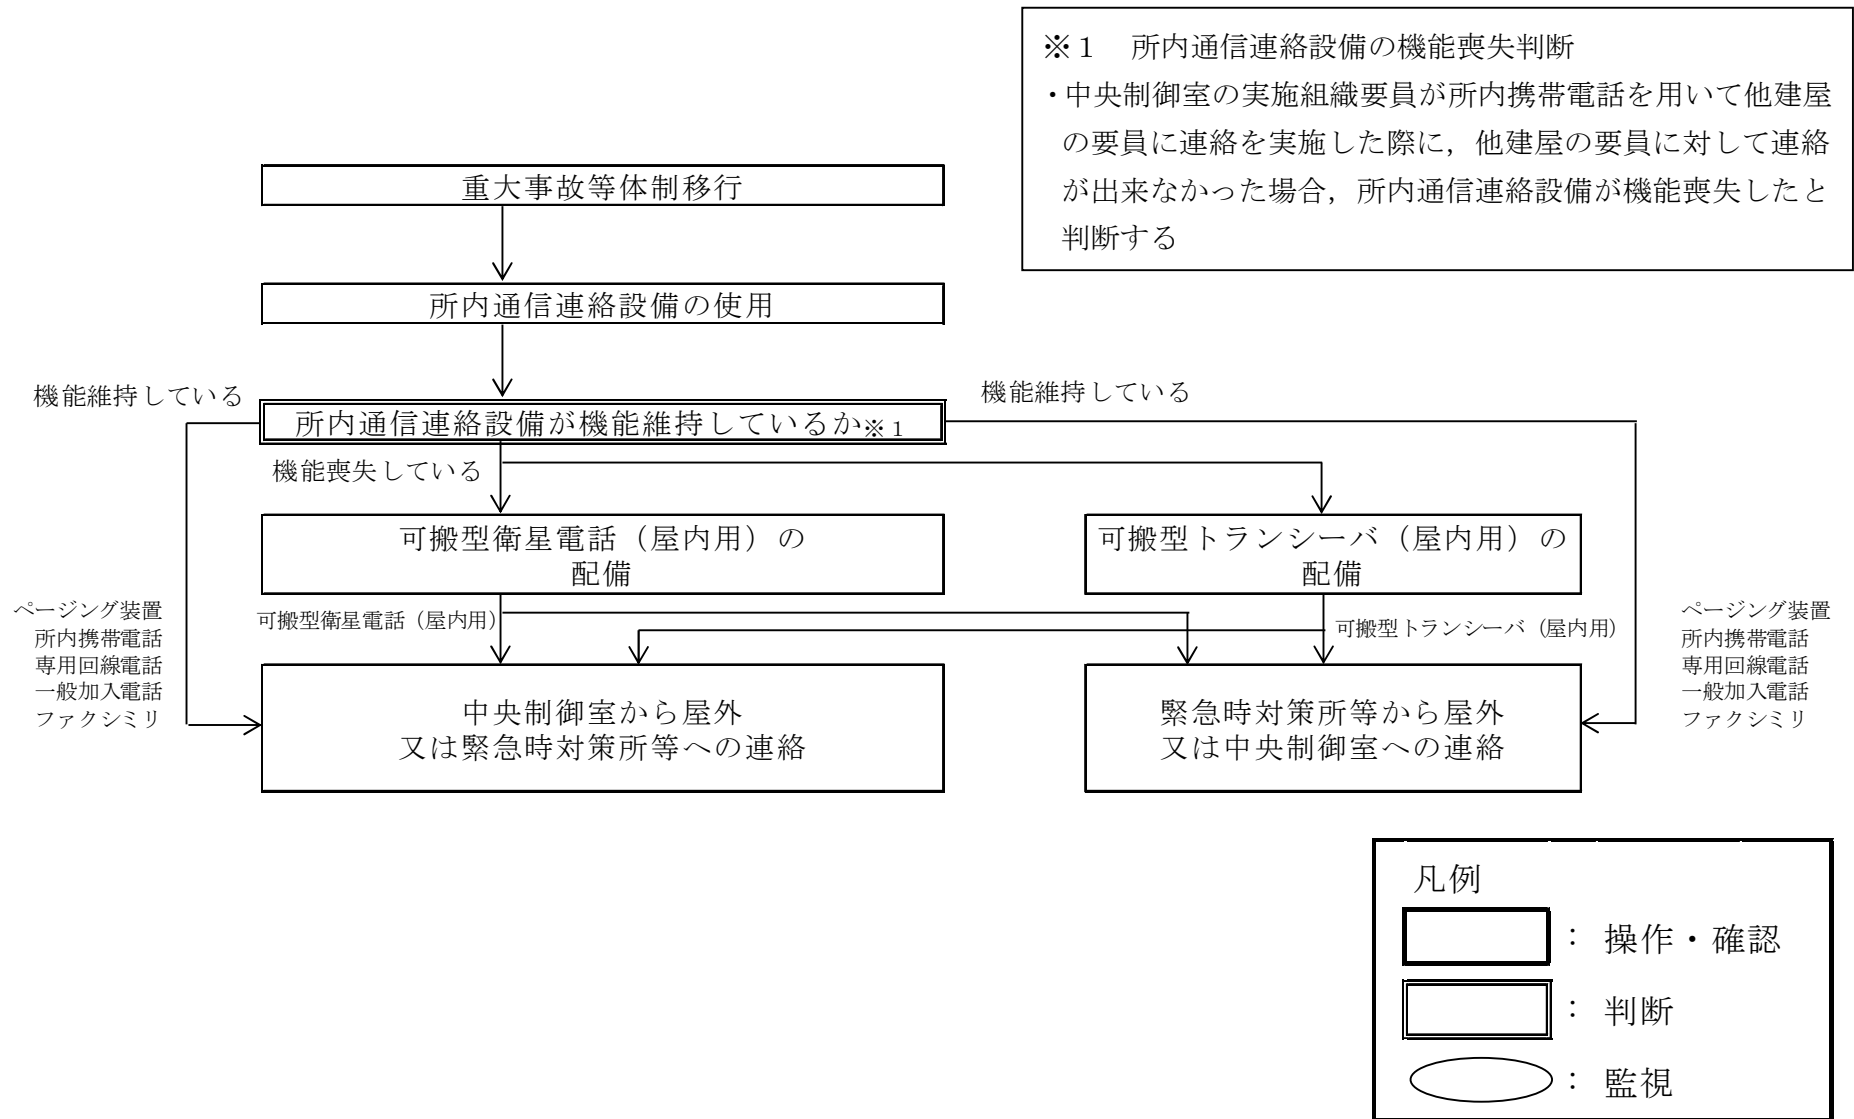 ※１　所内通信連絡設備の機能喪失判断
・中央制御室の実施組織要員が所内携帯電話を用いて他建屋
の要員に連絡を実施した際に，他建屋の要員に対して連絡
が出来なかった場合，所内通信連絡設備が機能喪失したと
判断する
重大事故等体制移行
所内通信連絡設備の使用
機能維持している
所内通信連絡設備が機能維持しているか※１
機能維持している
機能喪失している
可搬型衛星電話（屋内用）の
配備
可搬型トランシーバ（屋内用）の
配備
ページング装置
所内携帯電話
専用回線電話
一般加入電話
ファクシミリ
可搬型衛星電話（屋内用）
可搬型トランシーバ（屋内用）
ページング装置
所内携帯電話
専用回線電話
一般加入電話
ファクシミリ
中央制御室から屋外
又は緊急時対策所等への連絡
緊急時対策所等から屋外
又は中央制御室への連絡
凡例
：操作・確認
：判断
：監視